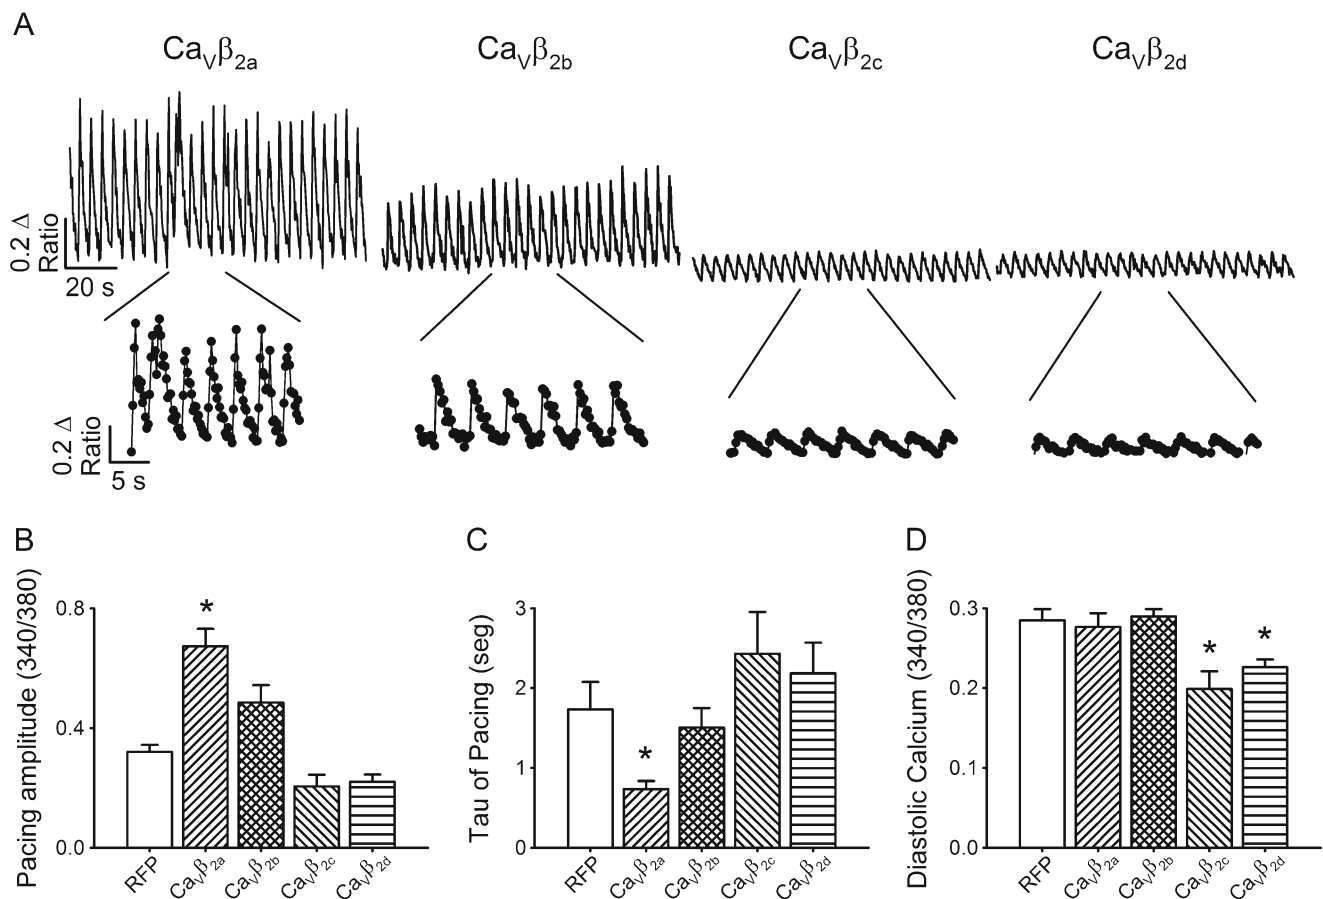 A
CaVβ2a
CaVβ2b
CaVβ2c
CaVβ2d
0.2 Δ
Ratio
20 s
0.2 Δ
Ratio
5 s
B
Pacing amplitude (340/380)
0.8
0.4
0.0
*
RFP
CaVβ2a
CaVβ2b
CaVβ2c
CaVβ2d
C
Tau of Pacing (seg)
3
2
1
0
*
RFP
CaVβ2a
CaVβ2b
CaVβ2c
CaVβ2d
D
Diastolic Calcium (340/380)
0.3
0.2
0.1
0.0
*
*
RFP
CaVβ2a
CaVβ2b
CaVβ2c
CaVβ2d